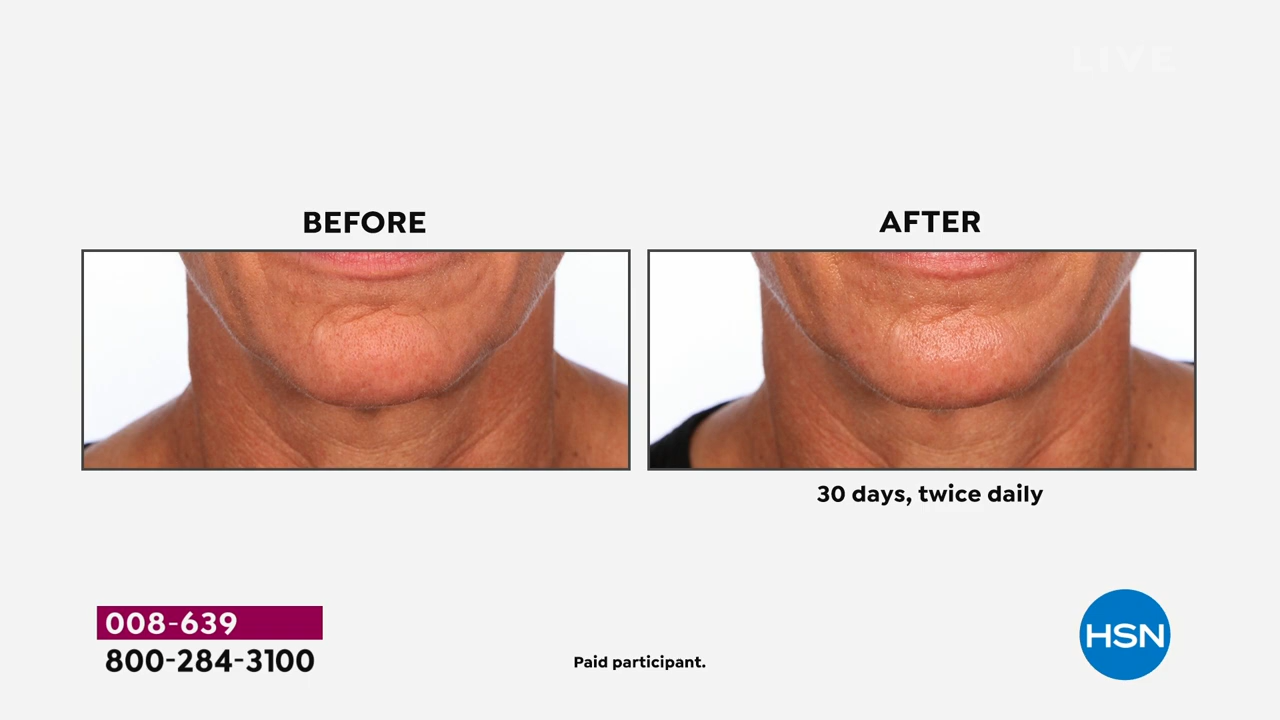 LIVE
BEFORE
AFTER
30 days, twice daily
008-639
800-284-3100
Paid participant.
HSN